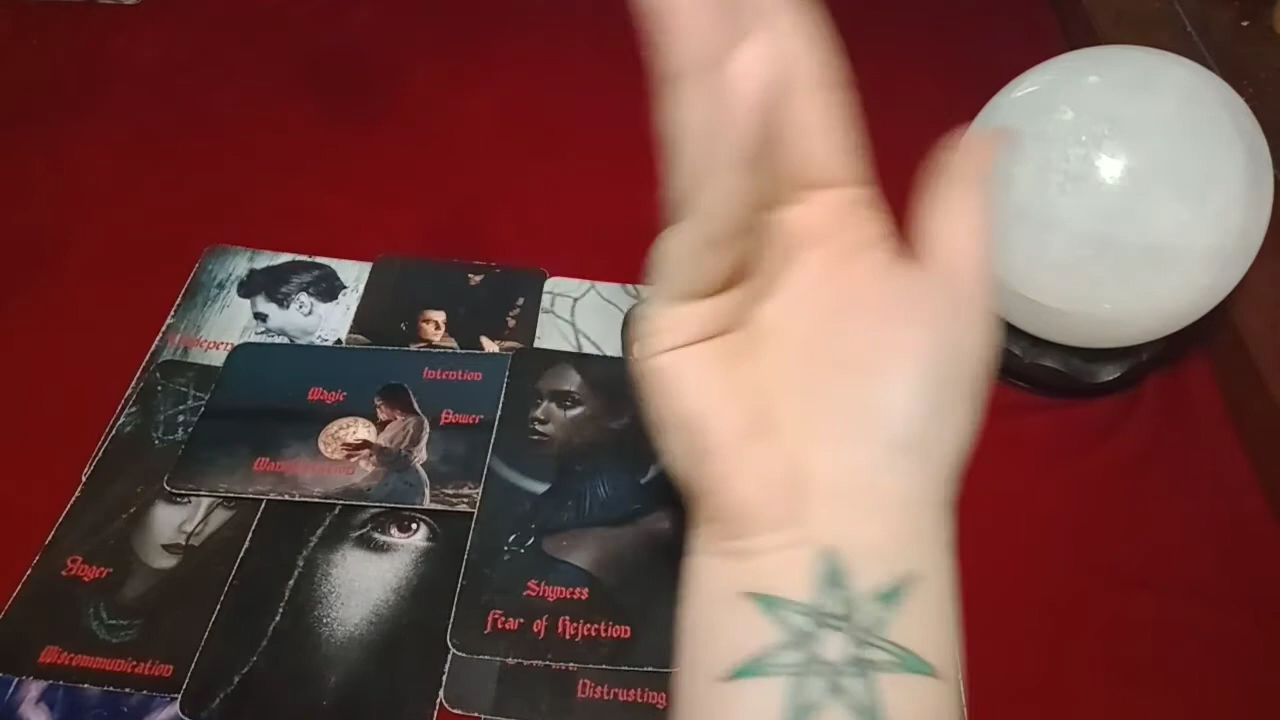 Intention
Magic
Power
Anger
Miscommunication
Shyness
Fear of Rejection
Distrusting